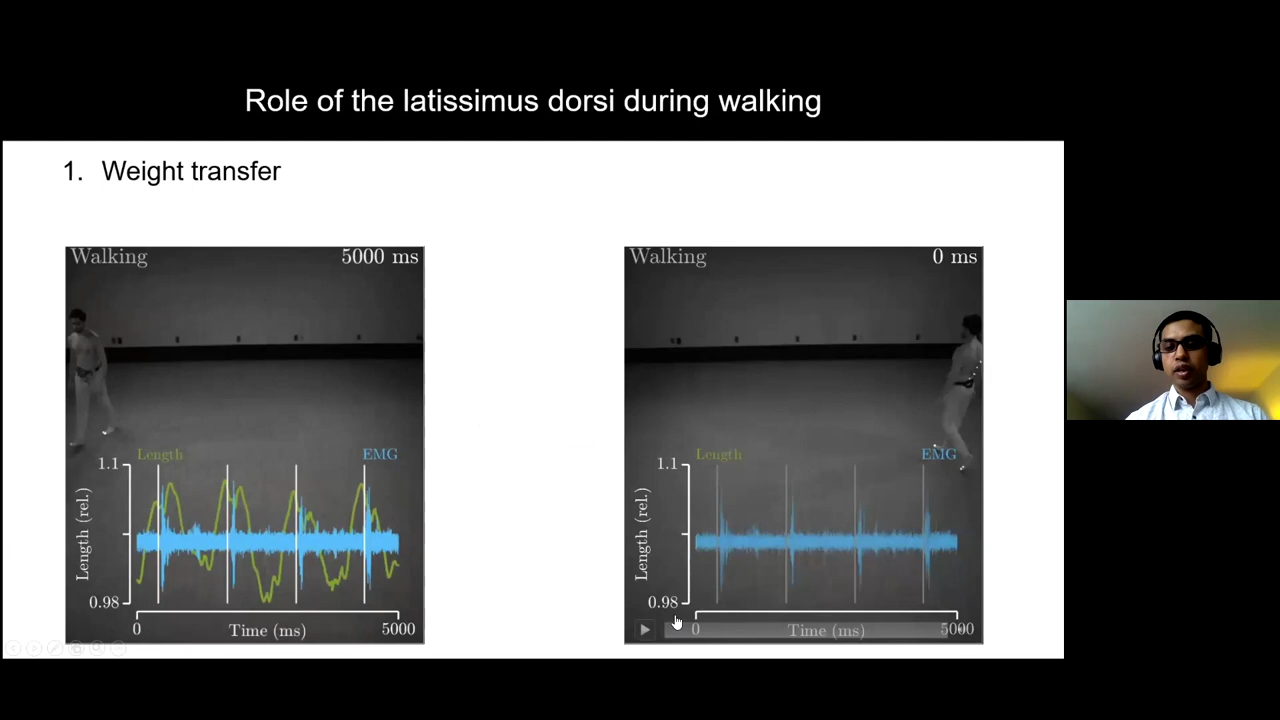 Role of the latissimus dorsi during walking
1. Weight transfer
Walking 5000 ms
Length EMG
1.1
Length (rel.)
0.98
0 Time (ms) 5000
Walking 0 ms
Length EMG
1.1
Length (rel.)
0.98
0 Time (ms) 5000